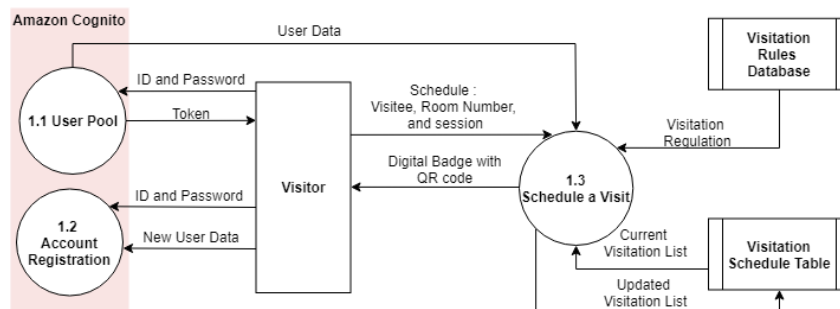 Amazon Cognito
User Data
Visitation
Rules
Database
ID and Password
Schedule :
Visitee, Room Number,
and session
1.1 User Pool
Token
Visitation
Regulation
Digital Badge with
QR code
1.3
Schedule a Visit
Visitor
ID and Password
1.2
Account
Registration
New User Data
Current
Visitation List
Visitation
Schedule Table
Updated
Visitation List